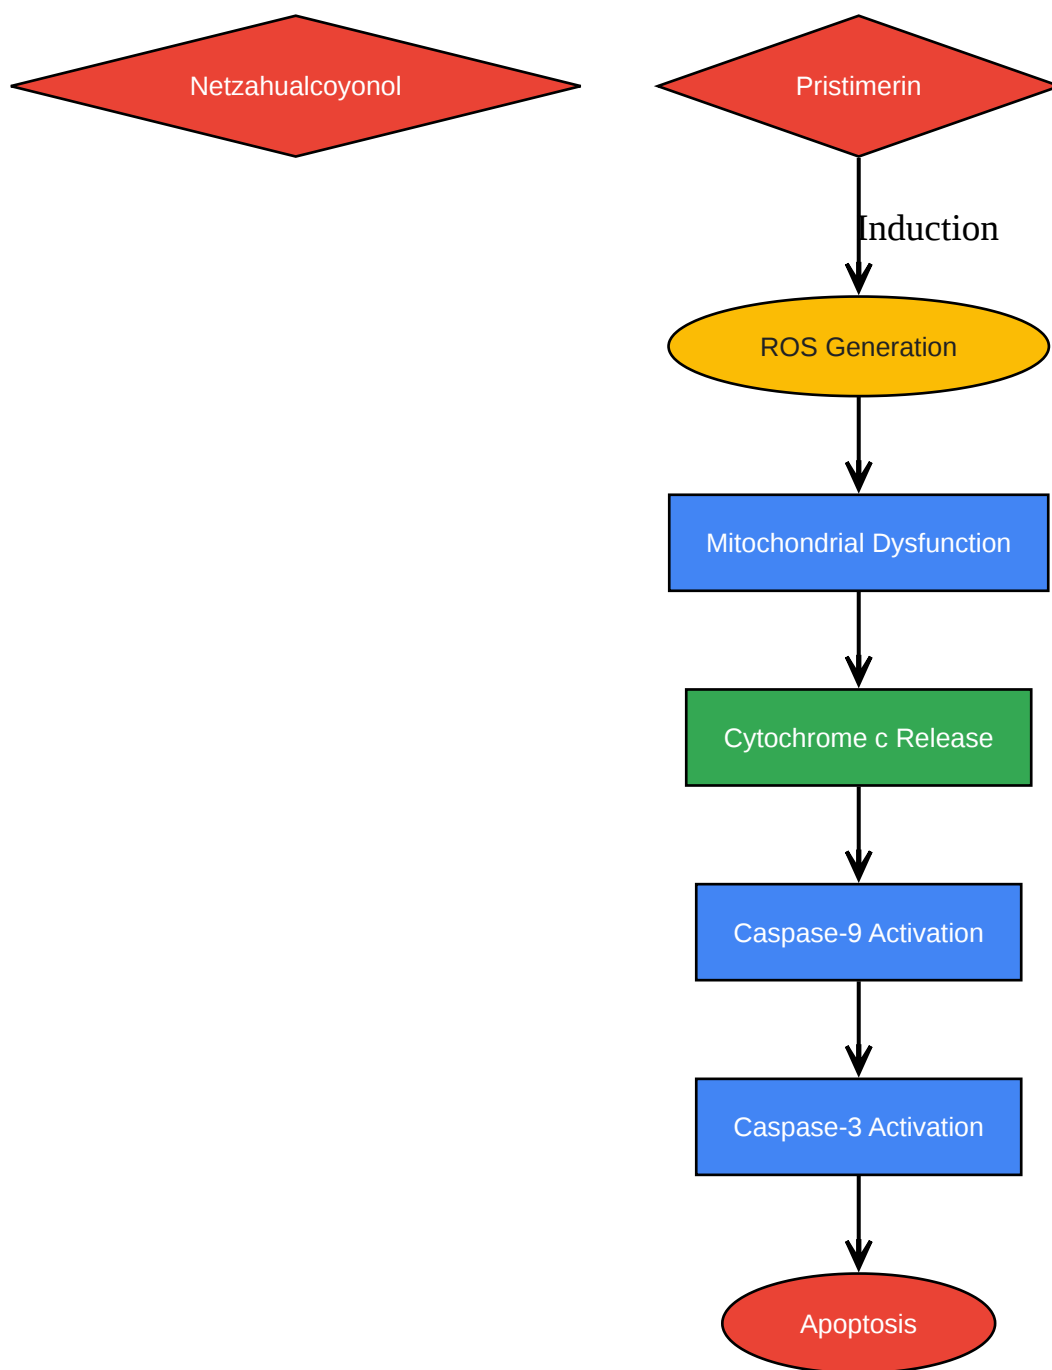 Netzahualcoyonol
Pristimerin
Induction
ROS Generation
Mitochondrial Dysfunction
Cytochrome c Release
Caspase-9 Activation
Caspase-3 Activation
Apoptosis